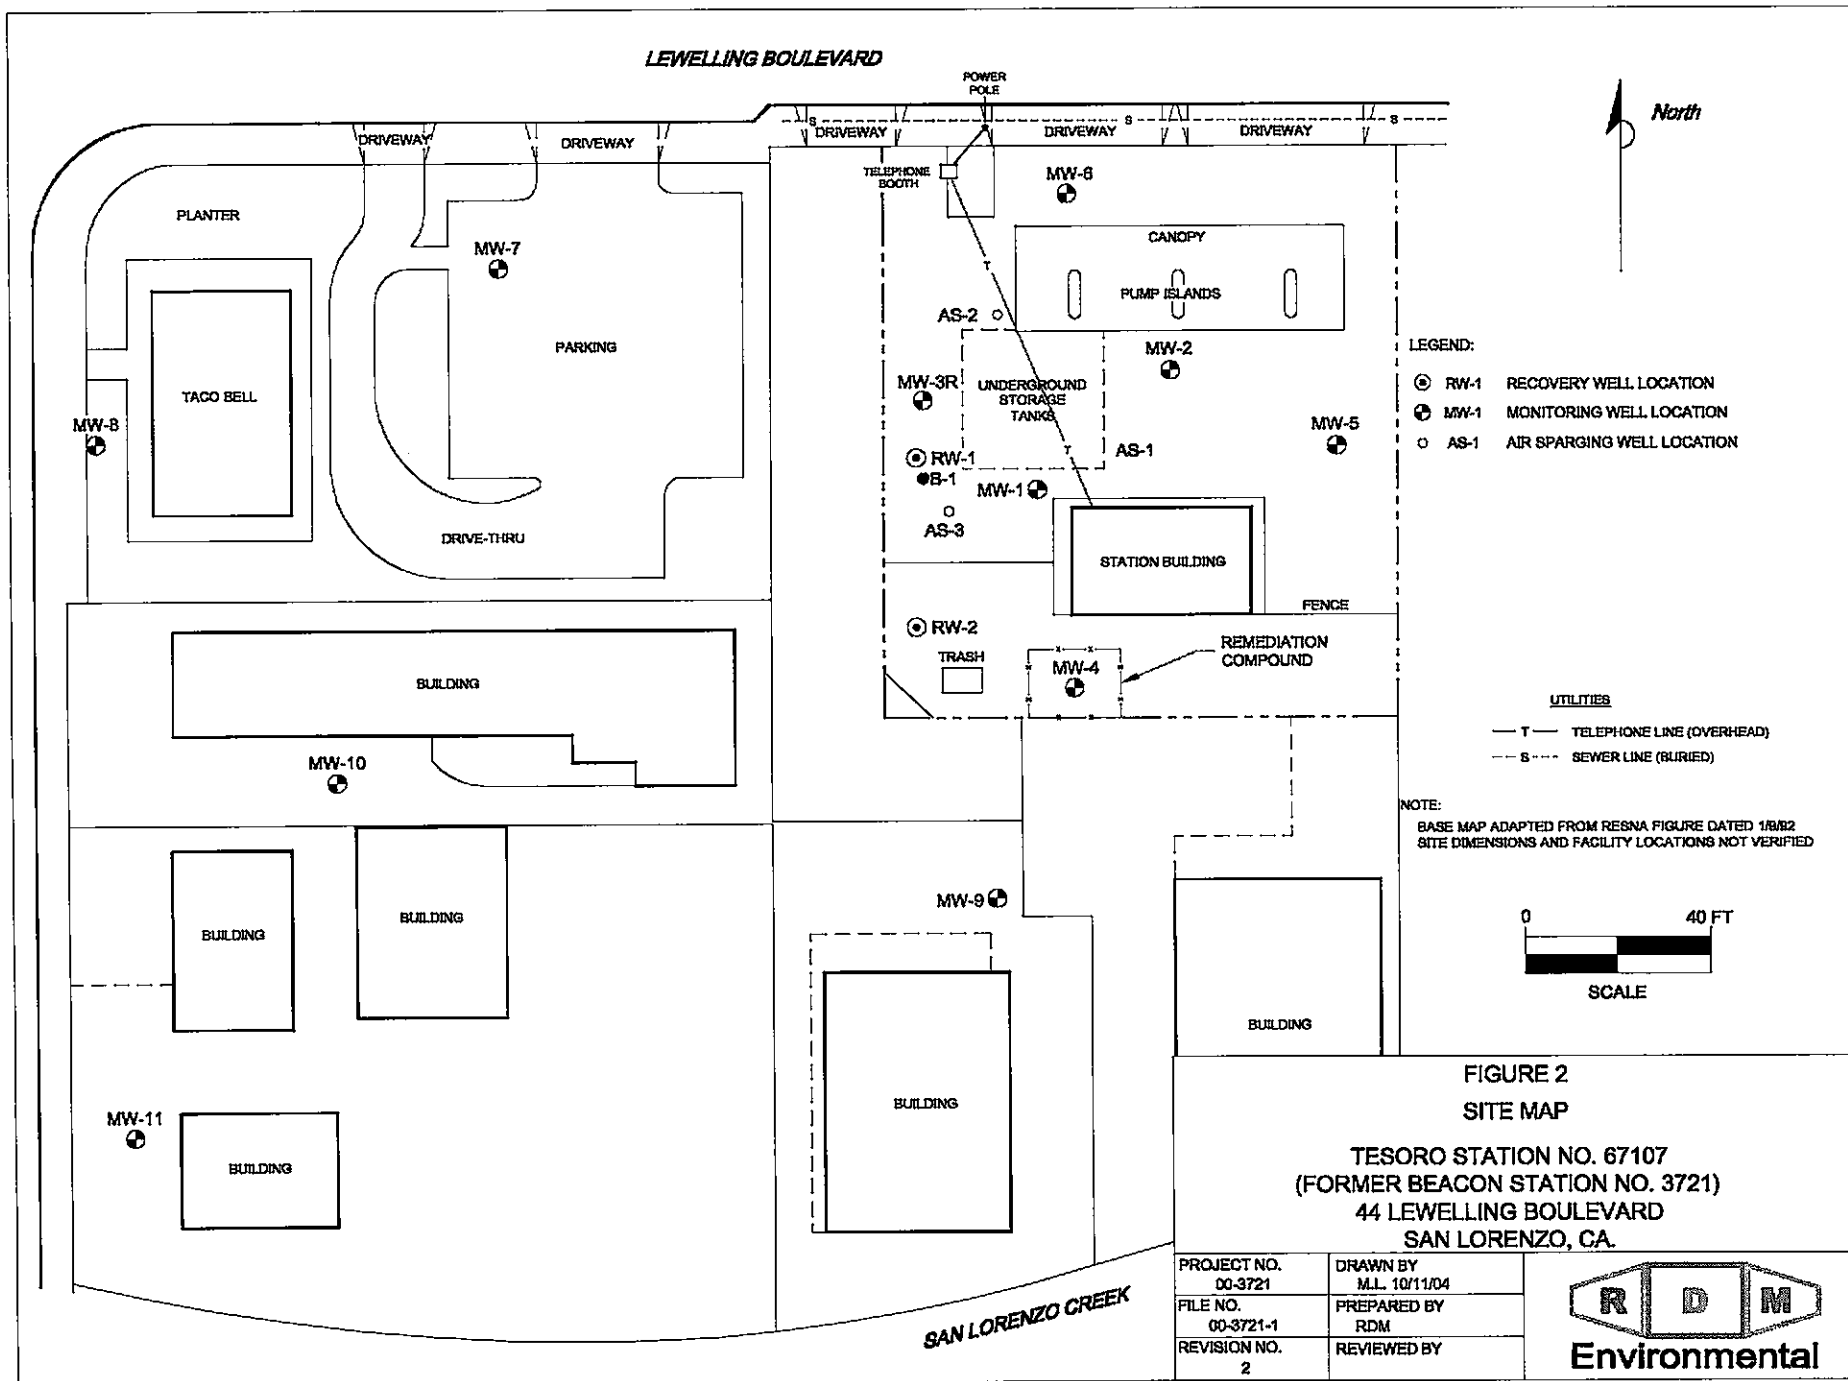 LEWELLING BOULEVARD
POWER
POLE
North
S
DRIVEWAY
DRIVEWAY
S
DRIVEWAY
DRIVEWAY
S
DRIVEWAY
TELEPHONE
BOOTH
MW-6
PLANTER
MW-7
CANOPY
T
PUMP ISLANDS
AS-2
PARKING
MW-2
LEGEND:
MW-3R
UNDERGROUND
STORAGE
TANKS
RW-1 RECOVERY WELL LOCATION
TACO BELL
MW-1 MONITORING WELL LOCATION
MW-8
MW-5
AS-1 AIR SPARGING WELL LOCATION
T
AS-1
RW-1
B-1
MW-1
AS-3
DRIVE-THRU
STATION BUILDING
FENCE
RW-2
TRASH
MW-4
REMEDIATION
COMPOUND
BUILDING
UTILITIES
T TELEPHONE LINE (OVERHEAD)
S SEWER LINE (BURIED)
MW-10
NOTE:
BASE MAP ADAPTED FROM RESNA FIGURE DATED 1/8/92
SITE DIMENSIONS AND FACILITY LOCATIONS NOT VERIFIED
MW-9
BUILDING
BUILDING
0 40 FT
SCALE
BUILDING
BUILDING
MW-11
BUILDING
FIGURE 2
SITE MAP
TESORO STATION NO. 67107
(FORMER BEACON STATION NO. 3721)
44 LEWELLING BOULEVARD
SAN LORENZO, CA.
SAN LORENZO CREEK
PROJECT NO.
00-3721
DRAWN BY
M.L. 10/11/04
FILE NO.
00-3721-1
PREPARED BY
RDM
REVISION NO.
2
REVIEWED BY
R D M
Environmental